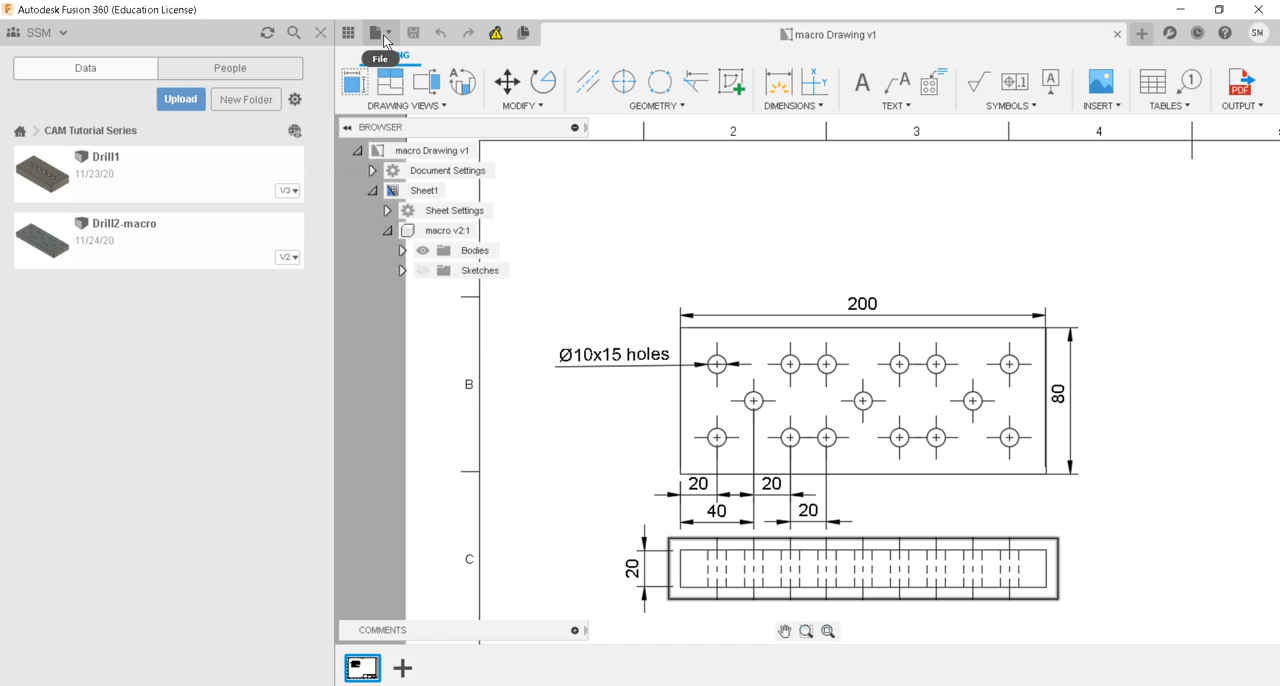 Autodesk Fusion 360 (Education License)
SSM
macro Drawing v1
SM
File
NG
Data
People
Upload
New Folder
DRAWING VIEWS
MODIFY
GEOMETRY
DIMENSIONS
TEXT
SYMBOLS
INSERT
TABLES
PDF
OUTPUT
CAM Tutorial Series
Drill1
11/23/20
V3
Drill2-macro
11/24/20
V2
BROWSER
macro Drawing v1
Document Settings
Sheet1
Sheet Settings
macro v2:1
Bodies
Sketches
2
3
4
B
C
200
Ø10x15 holes
80
20
20
40
20
20
COMMENTS